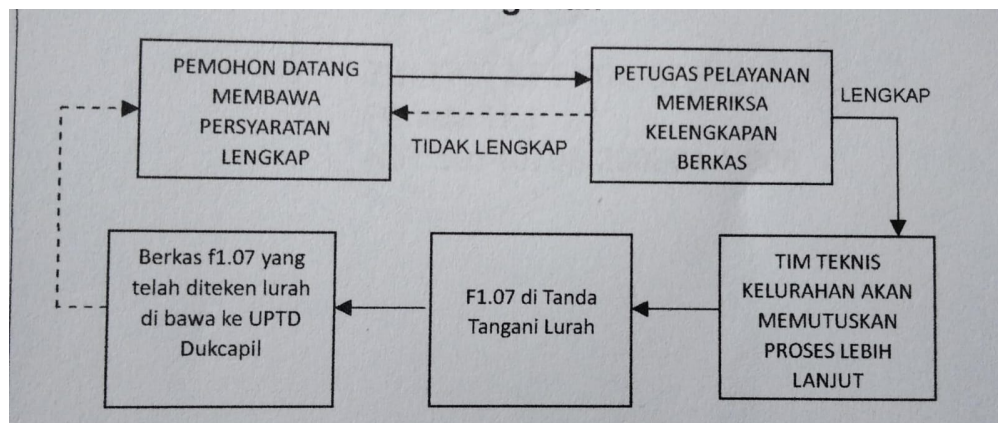 PEMOHON DATANG
MEMBAWA
PERSYARATAN
LENGKAP
TIDAK LENGKAP
PETUGAS PELAYANAN
MEMERIKSA
KELENGKAPAN
BERKAS
LENGKAP
TIM TEKNIS
KELURAHAN AKAN
MEMUTUSKAN
PROSES LEBIH
LANJUT
F1.07 di Tanda
Tangani Lurah
Berkas f1.07 yang
telah diteken lurah
di bawa ke UPTD
Dukcapil